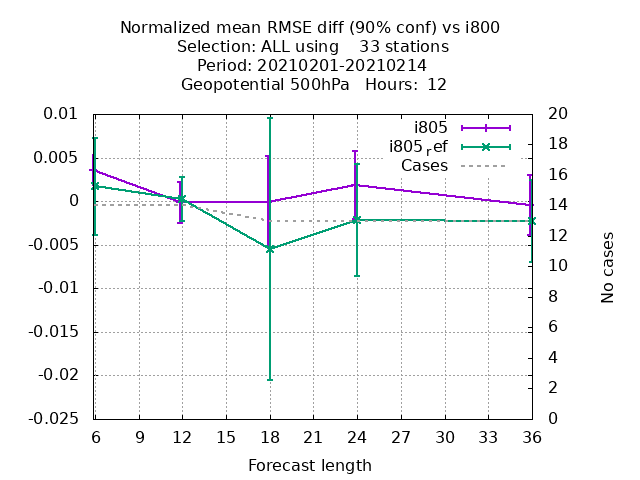 Normalized mean RMSE diff (90% conf) vs i800
Selection: ALL using    33 stations
Period: 20210201-20210214
Geopotential 500hPa   Hours:  12
i805
i805ref
Cases
0.01
0.005
0
-0.005
-0.01
-0.015
-0.02
-0.025
20
18
16
14
12
10
8
6
4
2
0
No cases
6 9 12 15 18 21 24 27 30 33 36
Forecast length